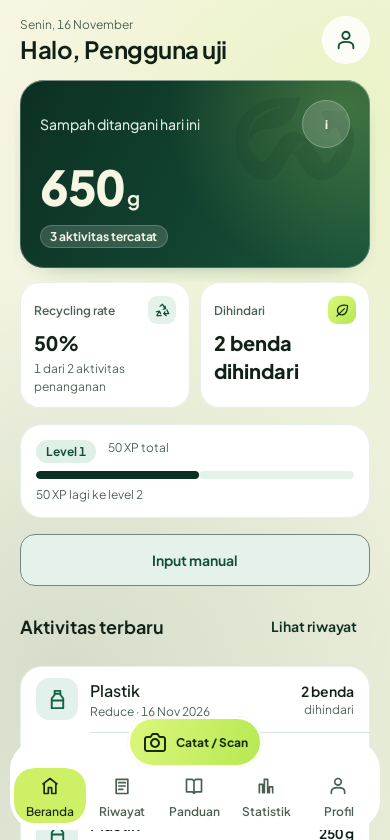 Senin, 16 November
Halo, Pengguna uji
Sampah ditangani hari ini
i
650 g
3 aktivitas tercatat
Recycling rate
50%
1 dari 2 aktivitas
penanganan
Dihindari
2 benda
dihindari
Level 1
50 XP total
50 XP lagi ke level 2
Input manual
Aktivitas terbaru
Lihat riwayat
Plastik
2 benda
Reduce · 16 Nov 2026
dihindari
Catat / Scan
Beranda
Riwayat
Panduan
Statistik
Profil